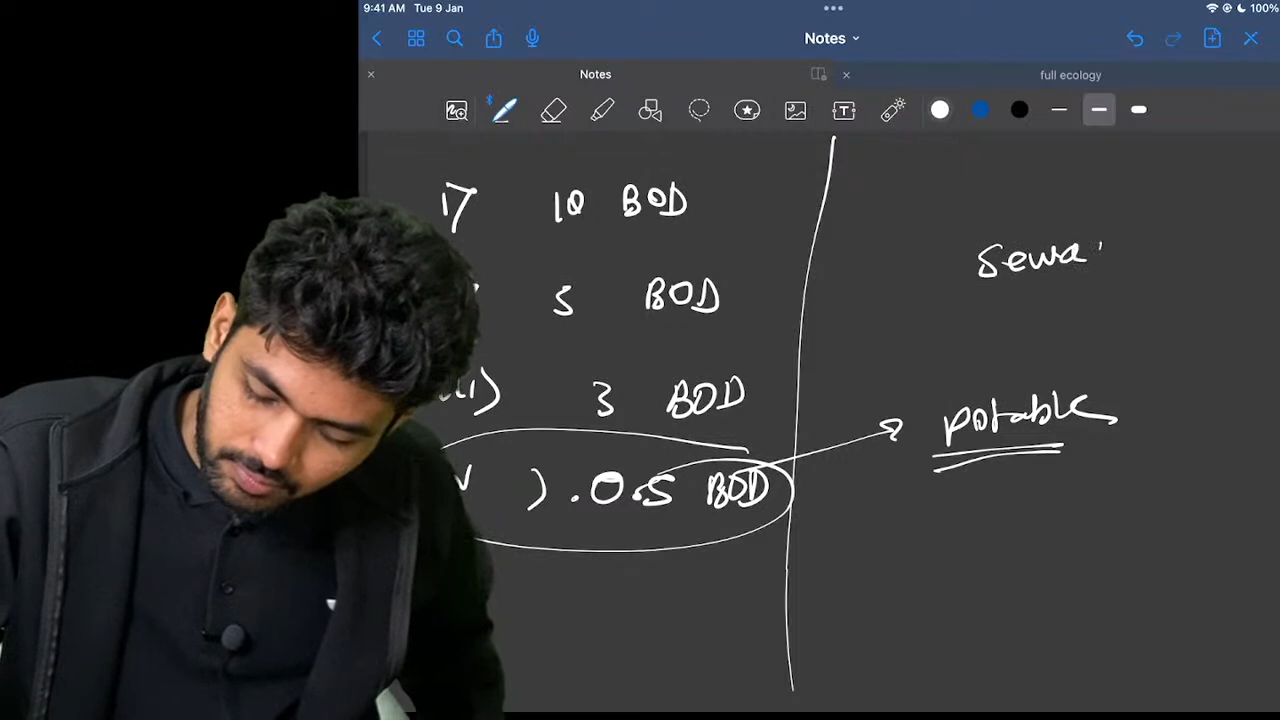 9:41 AM Tue 9 Jan
100%
Notes
Notes
full ecology
T
17 10 BOD
sewa
5 BOD
3 BOD
potable
) .0.5 BOD